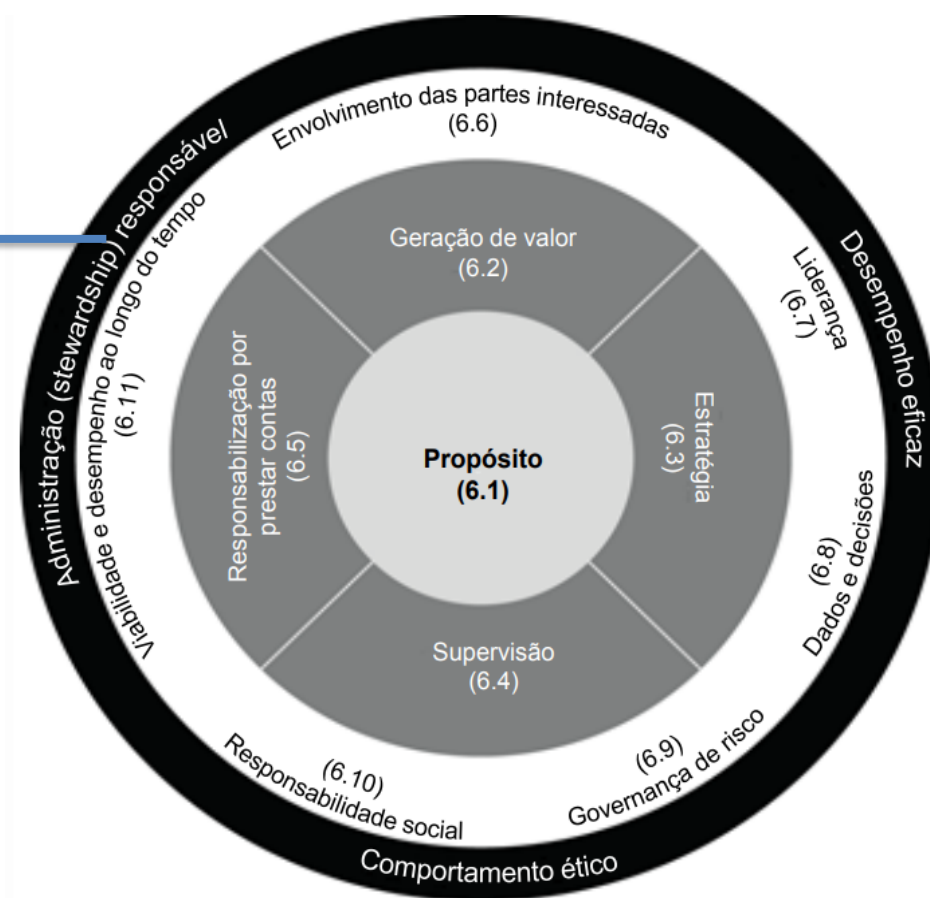 Administração (stewardship) responsável
Desempenho eficaz
Comportamento ético
Envolvimento das partes interessadas
(6.6)
Liderança
(6.7)
(6.8)
Dados e decisões
(6.9)
Governança de risco
(6.10)
Responsabilidade social
Viabilidade e desempenho ao longo do tempo
(6.11)
Geração de valor
(6.2)
Estratégia
(6.3)
Supervisão
(6.4)
Responsabilização por
prestar contas
(6.5)
Propósito
(6.1)